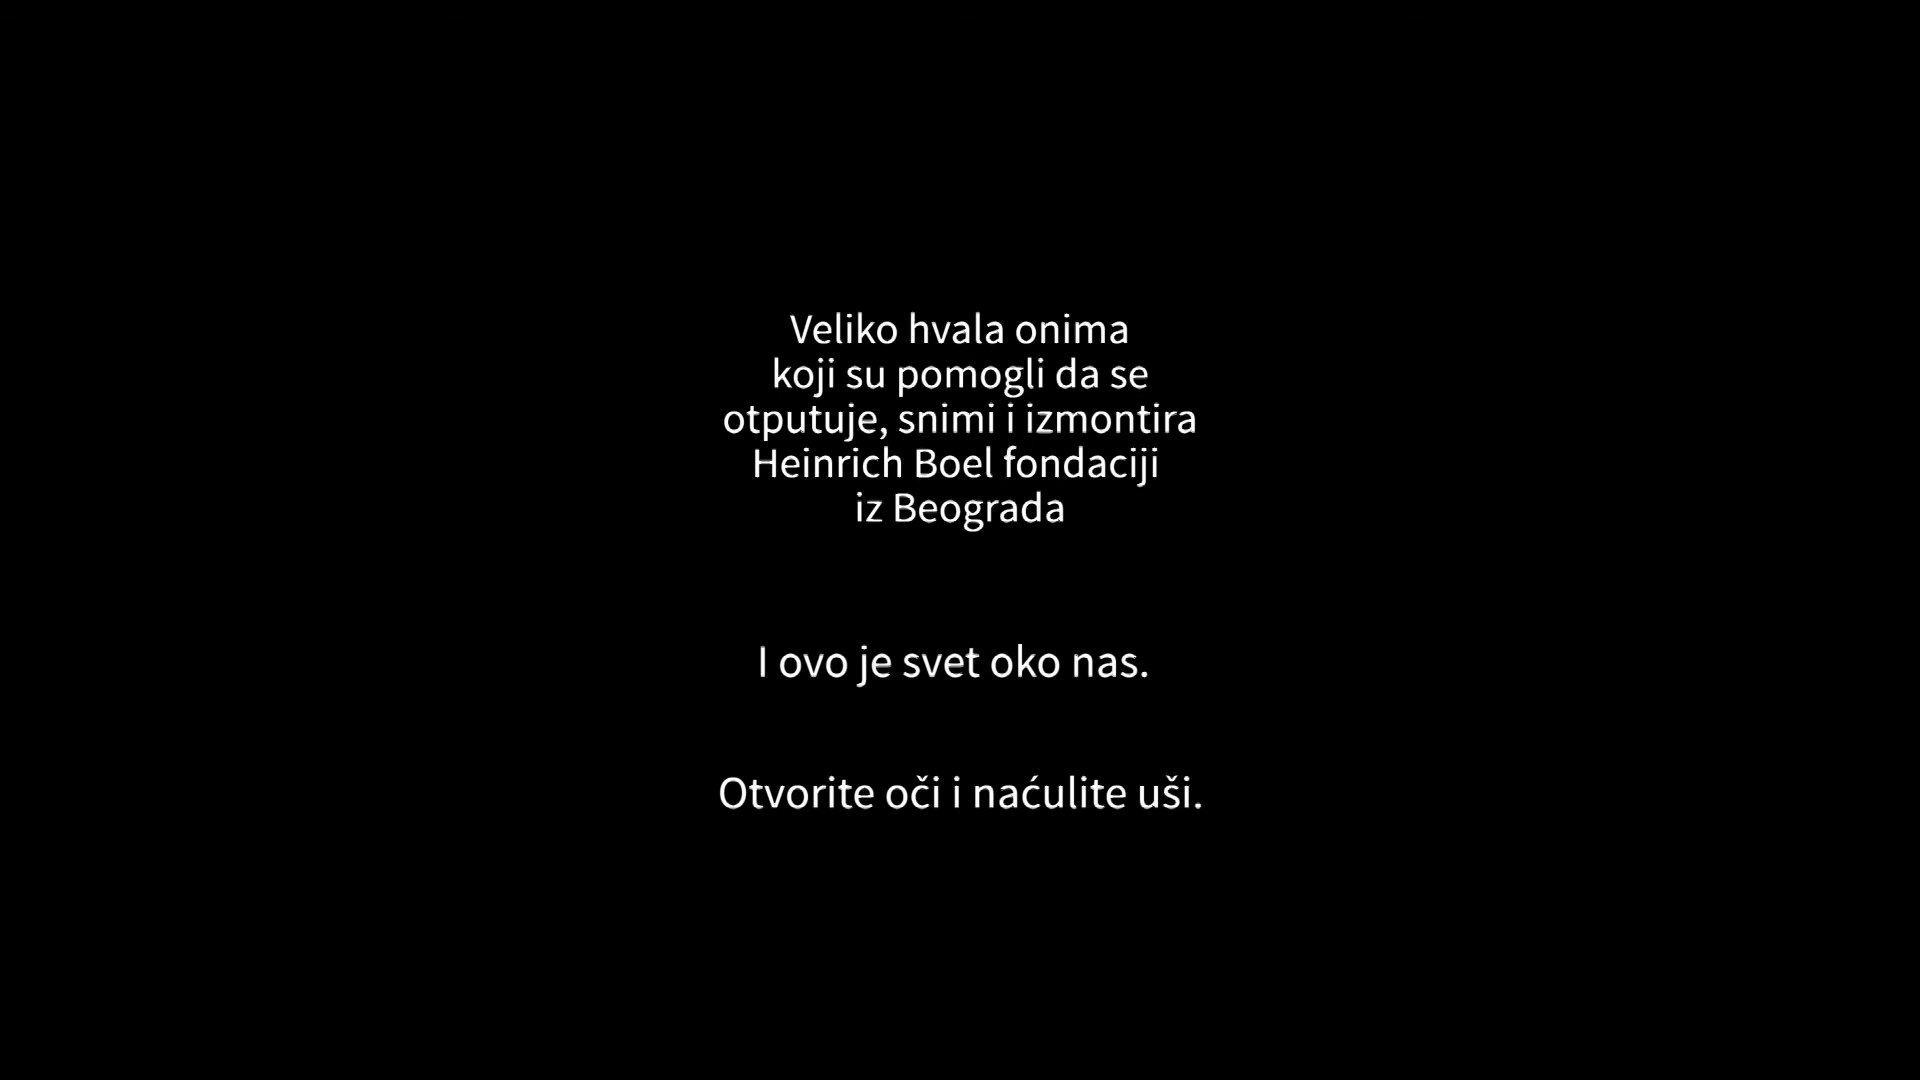 Veliko hvala onima
koji su pomogli da se
otputuje, snimi i izmontira
Heinrich Boel fondaciji
iz Beograda
I ovo je svet oko nas.
Otvorite oči i naćulite uši.